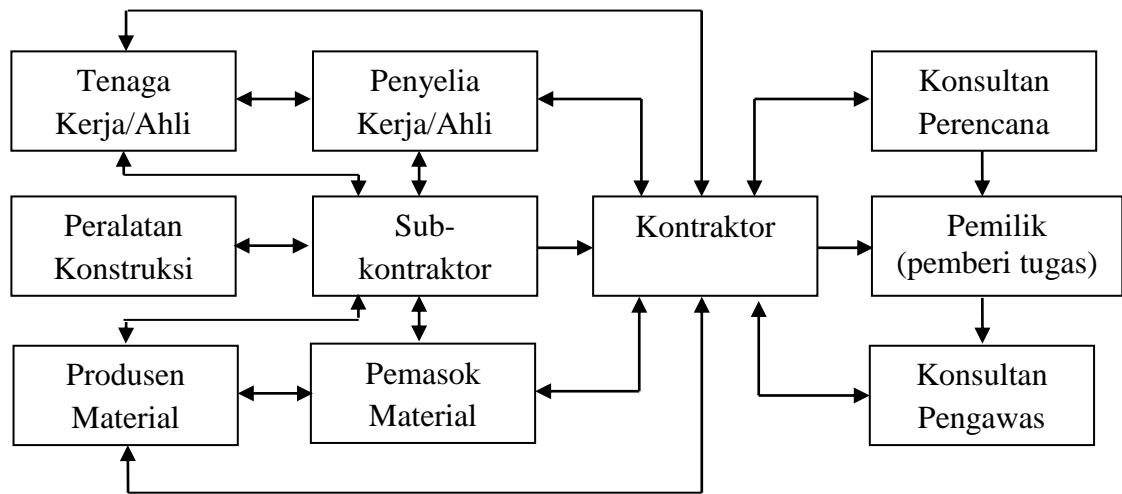 Tenaga
Kerja/Ahli
Penyelia
Kerja/Ahli
Konsultan
Perencana
Peralatan
Konstruksi
Sub-
kontraktor
Kontraktor
Pemilik
(pemberi tugas)
Produsen
Material
Pemasok
Material
Konsultan
Pengawas